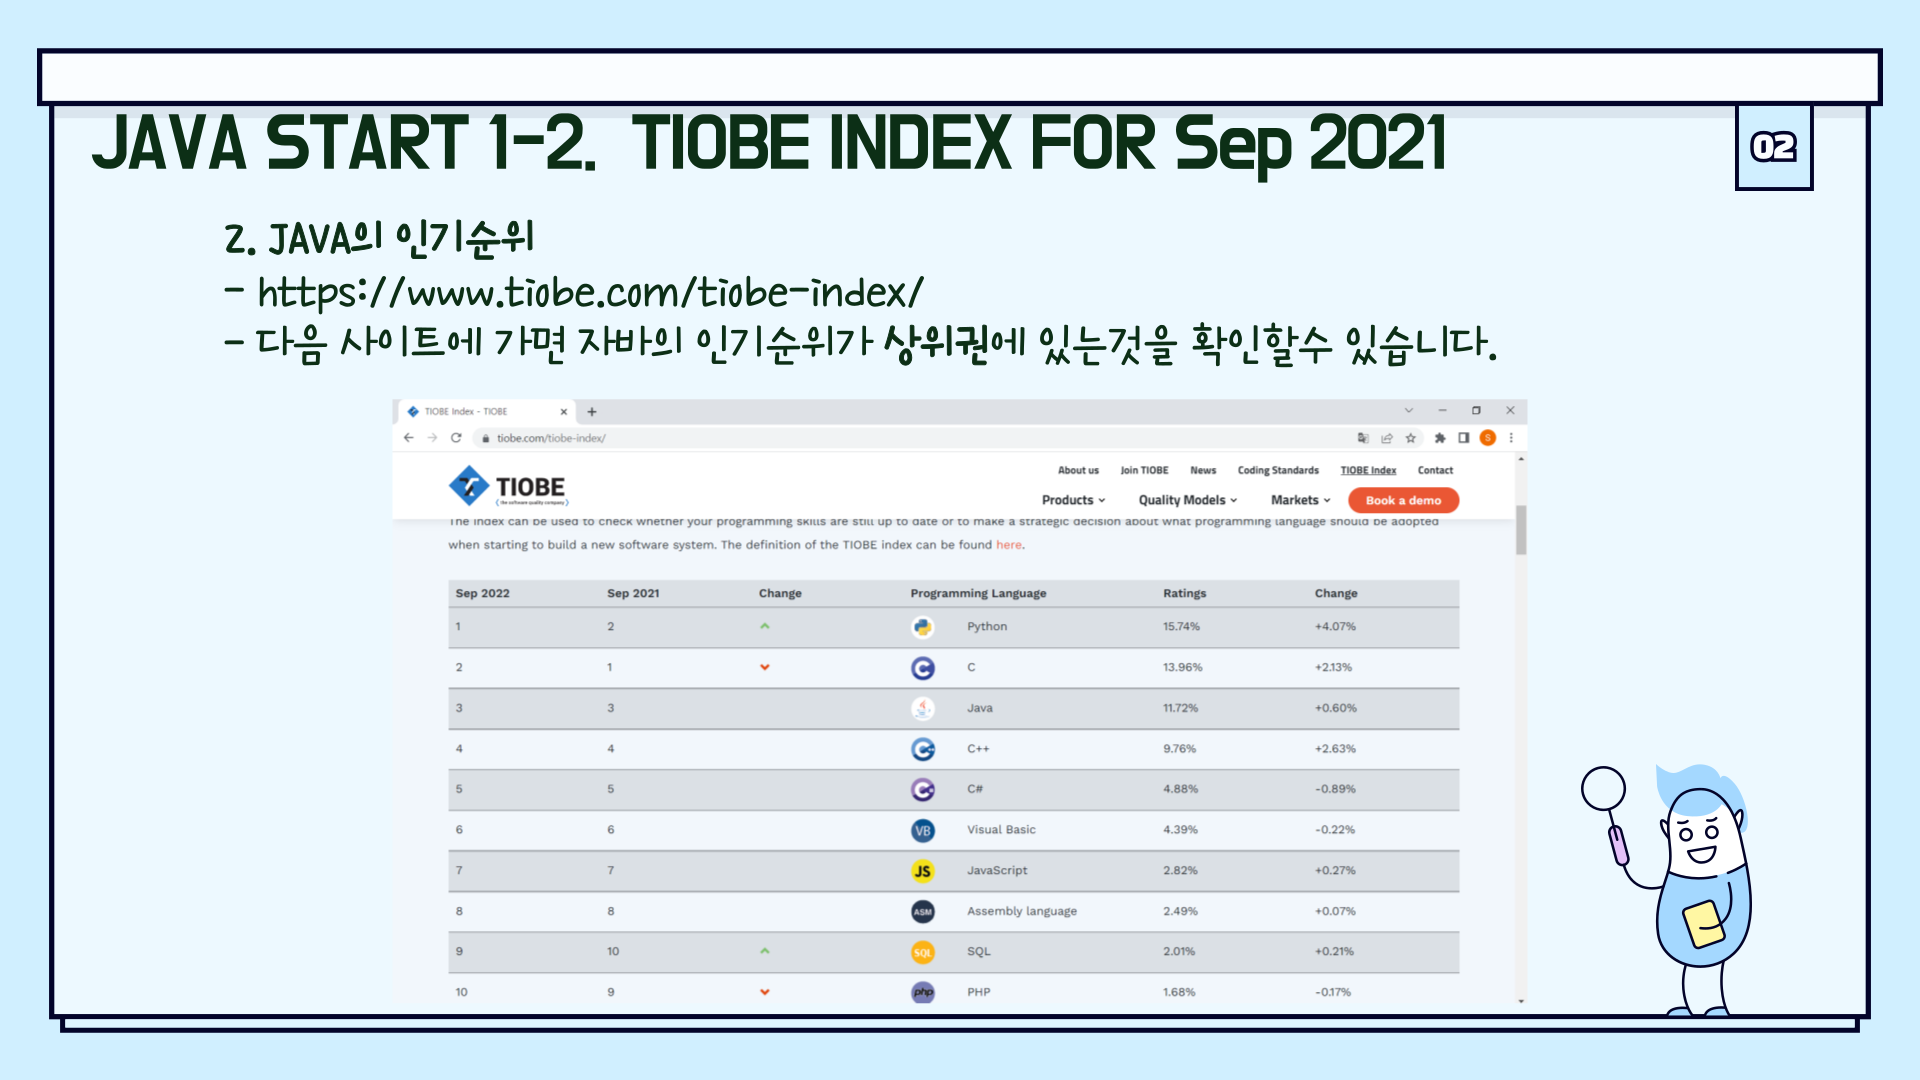 JAVA START 1-2. TIOBE INDEX FOR Sep 2021
02
2. JAVA의 인기순위
- https://www.tiobe.com/tiobe-index/
- 다음 사이트에 가면 자바의 인기순위가 상위권에 있는것을 확인할수 있습니다.
TIOBE Index - TIOBE
tiobe.com/tiobe-index/
S
About us Join TIOBE News Coding Standards TIOBE Index Contact
TIOBE
(the software quality company)
Products Quality Models Markets Book a demo
The index can be used to check whether your programming skills are still up to date or to make a strategic decision about what programming language should be adopted
when starting to build a new software system. The definition of the TIOBE index can be found here.
Sep 2022 Sep 2021 Change Programming Language Ratings Change
1 2 Python 15.74% +4.07%
2 1 C C 13.96% +2.13%
3 3 Java 11.72% +0.60%
4 4 C++ 9.76% +2.63%
5 5 C C# 4.88% -0.89%
6 6 VB Visual Basic 4.39% -0.22%
7 7 JS JavaScript 2.82% +0.27%
8 8 ASM Assembly language 2.49% +0.07%
9 10 SQL SQL 2.01% +0.21%
10 9 php PHP 1.68% -0.17%